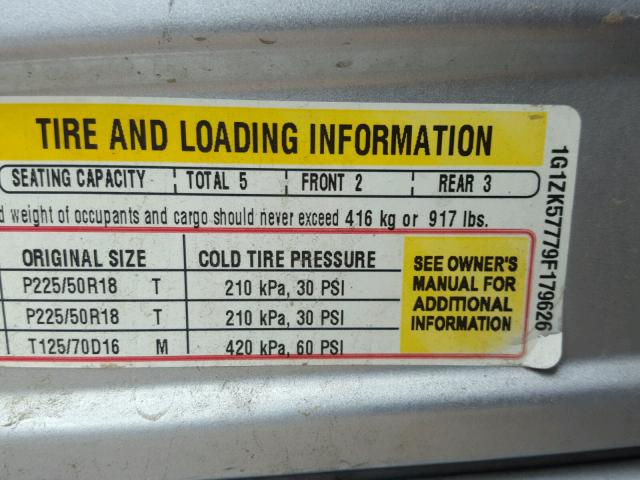 TIRE AND LOADING INFORMATION
SEATING CAPACITY TOTAL 5 FRONT 2 REAR 3
weight of occupants and cargo should never exceed 416 kg or 917 lbs.
ORIGINAL SIZE COLD TIRE PRESSURE
P225/50R18 T 210 kPa, 30 PSI
P225/50R18 T 210 kPa, 30 PSI
T125/70D16 M 420 kPa, 60 PSI
SEE OWNER'S
MANUAL FOR
ADDITIONAL
INFORMATION
1G1ZK57779F179626